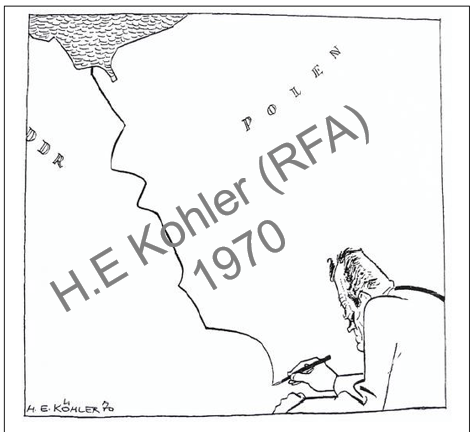 POLEN
DDR
H.E Kohler (RFA)
1970
H. E. KÖHLER 70